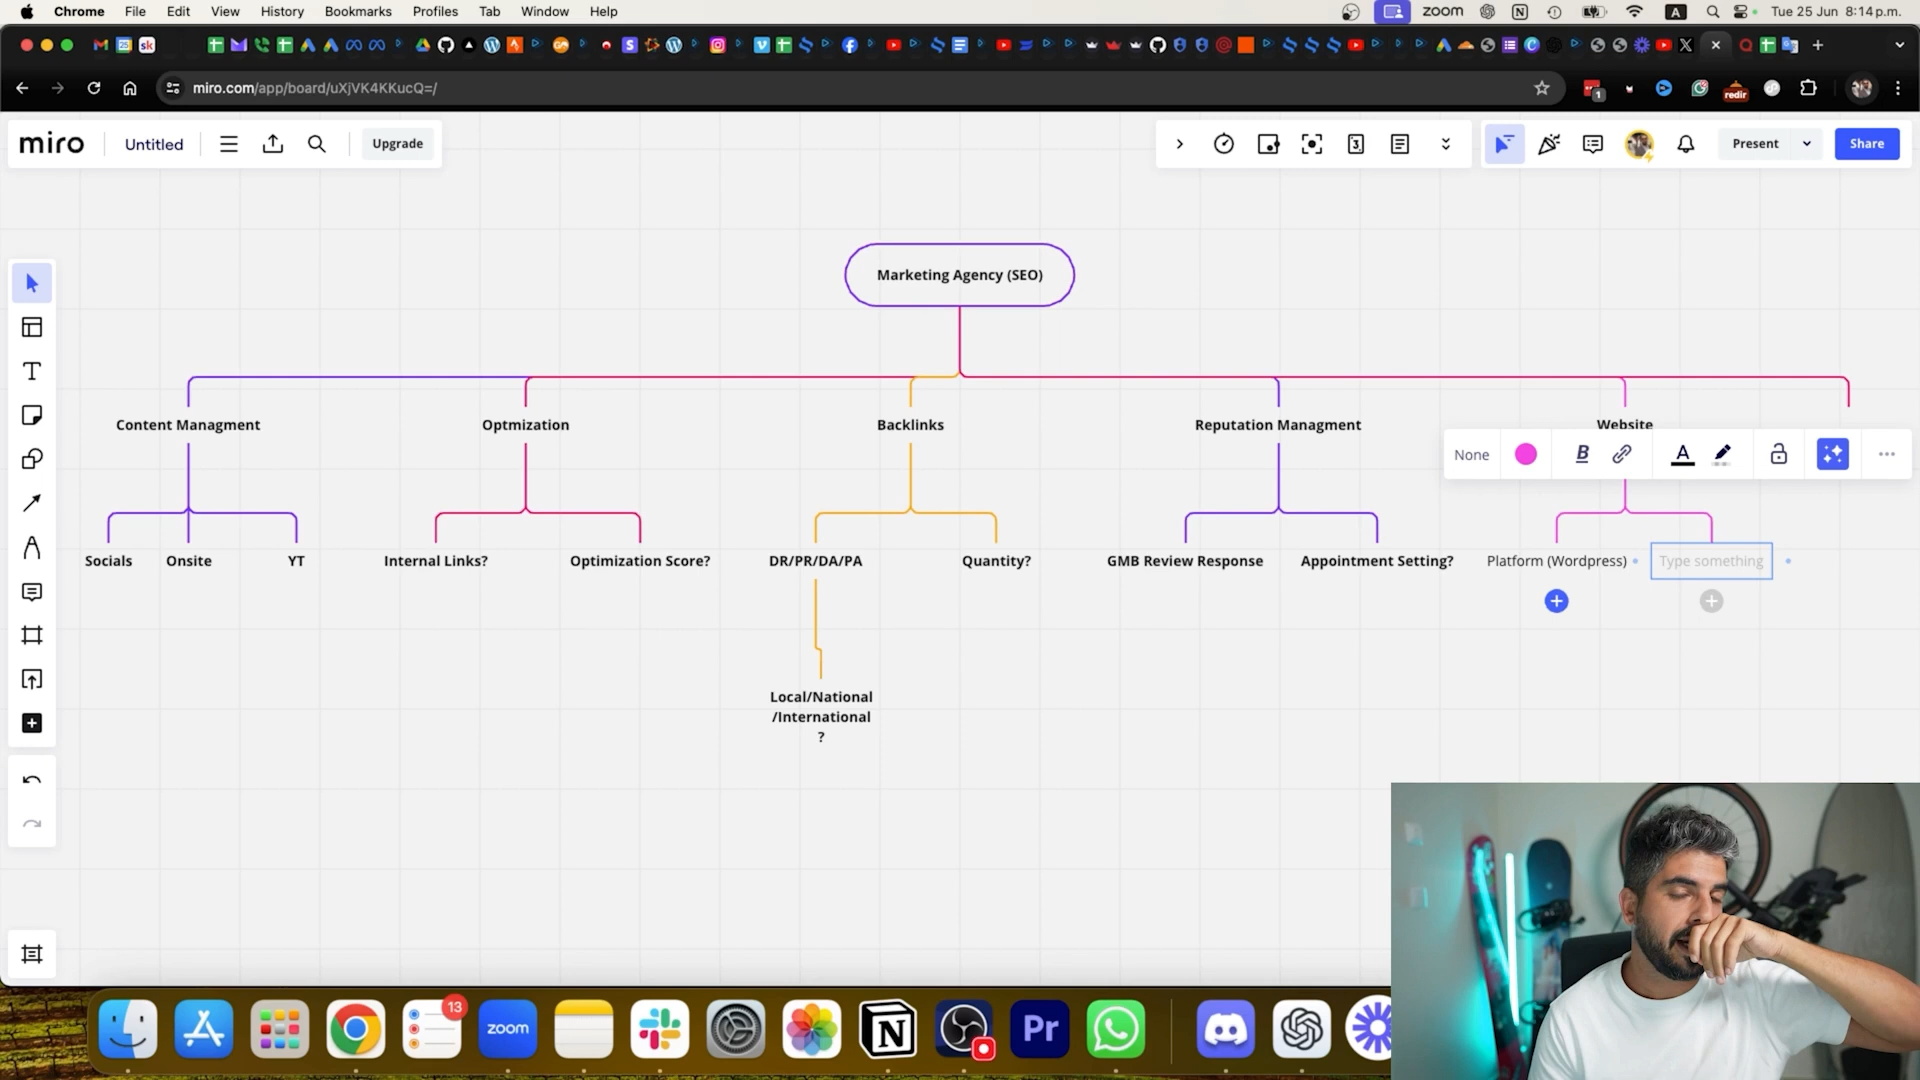 Chrome File Edit View History Bookmarks Profiles Tab Window Help
zoom A Tue 25 Jun 8:14 p.m.
miro.com/app/board/uXjVK4KKucQ=/
1
redir
miro Untitled Upgrade
Present Share
Marketing Agency (SEO)
Content Managment
Optmization
Backlinks
Reputation Managment
Website
None B A
Socials
Onsite
YT
Internal Links?
Optimization Score?
DR/PR/DA/PA
Quantity?
GMB Review Response
Appointment Setting?
Platform (Wordpress)
Type something
Local/National
/International
?
13
zoom
Pr